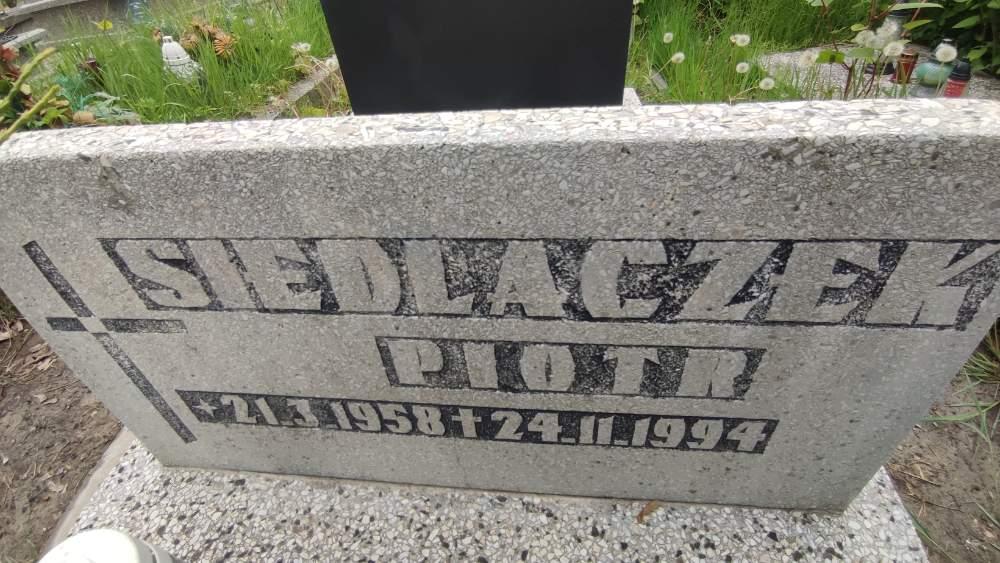 SIEDLACZEK
PIOTR
* 21.3.1958 † 24.11.1994